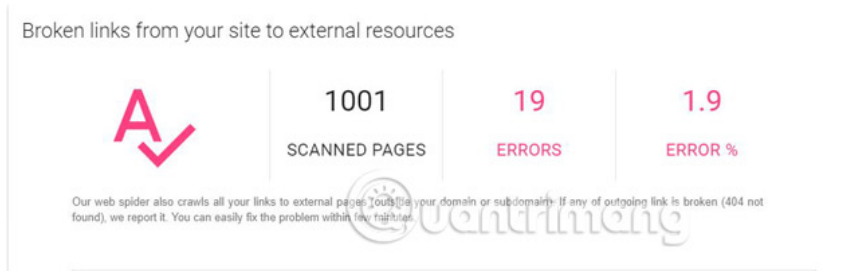 Broken links from your site to external resources
A
1001
19
1.9
SCANNED PAGES
ERRORS
ERROR %
Our web spider also crawls all your links to external pages (outside your domain or subdomain). If any of outgoing link is broken (404 not
found), we report it. You can easily fix the problem within few minutes.
Quantrimang